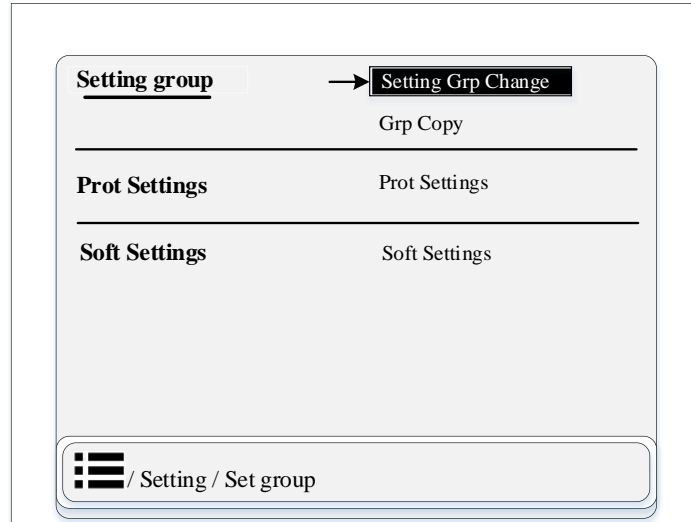 Setting group
Setting Grp Change
Grp Copy
Prot Settings
Prot Settings
Soft Settings
Soft Settings
/ Setting / Set group